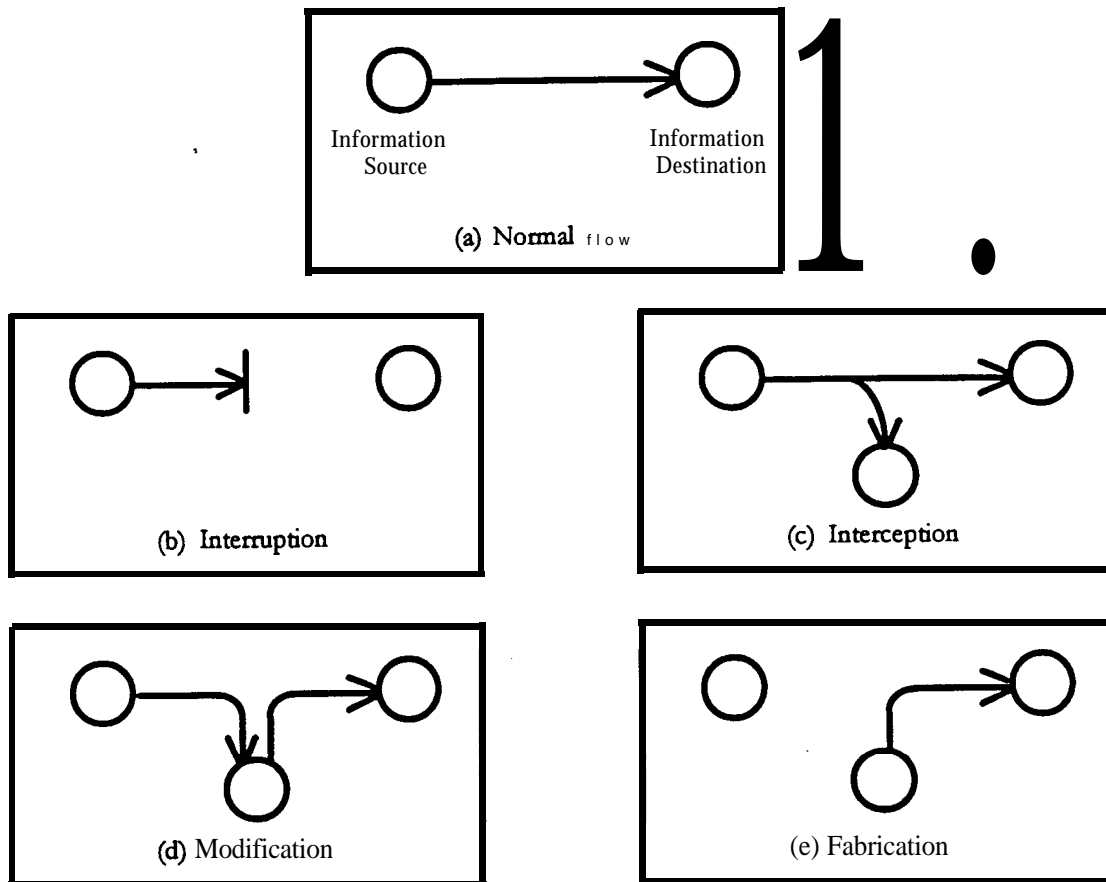 Information
Source
Information
Destination
(a) Normal flow
1.
(b) Interruption
(c) Interception
(d) Modification
(e) Fabrication